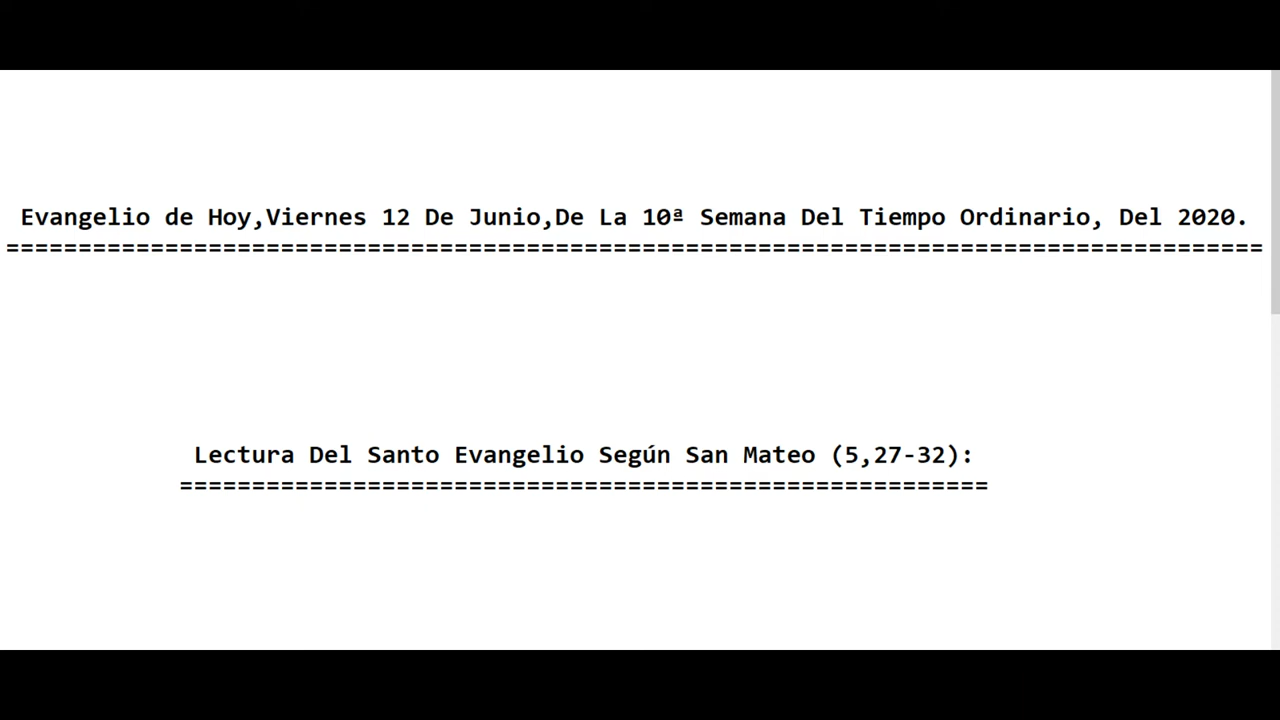 Evangelio de Hoy,Viernes 12 De Junio,De La 10ª Semana Del Tiempo Ordinario, Del 2020.
=======================================================================================
Lectura Del Santo Evangelio Según San Mateo (5,27-32):
========================================================